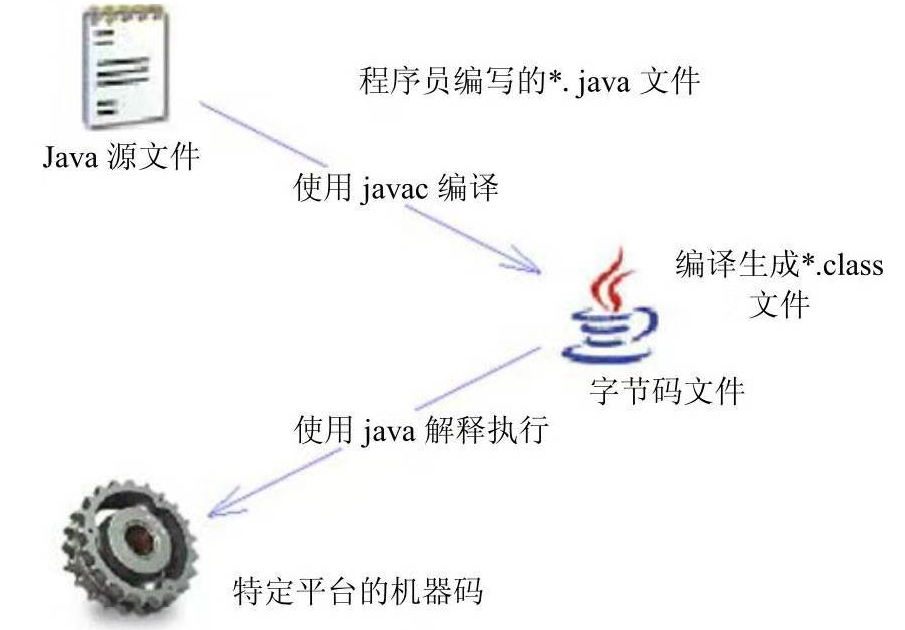 程序员编写的*. java 文件
Java 源文件
使用 javac 编译
编译生成*.class
文件
字节码文件
使用 java 解释执行
特定平台的机器码